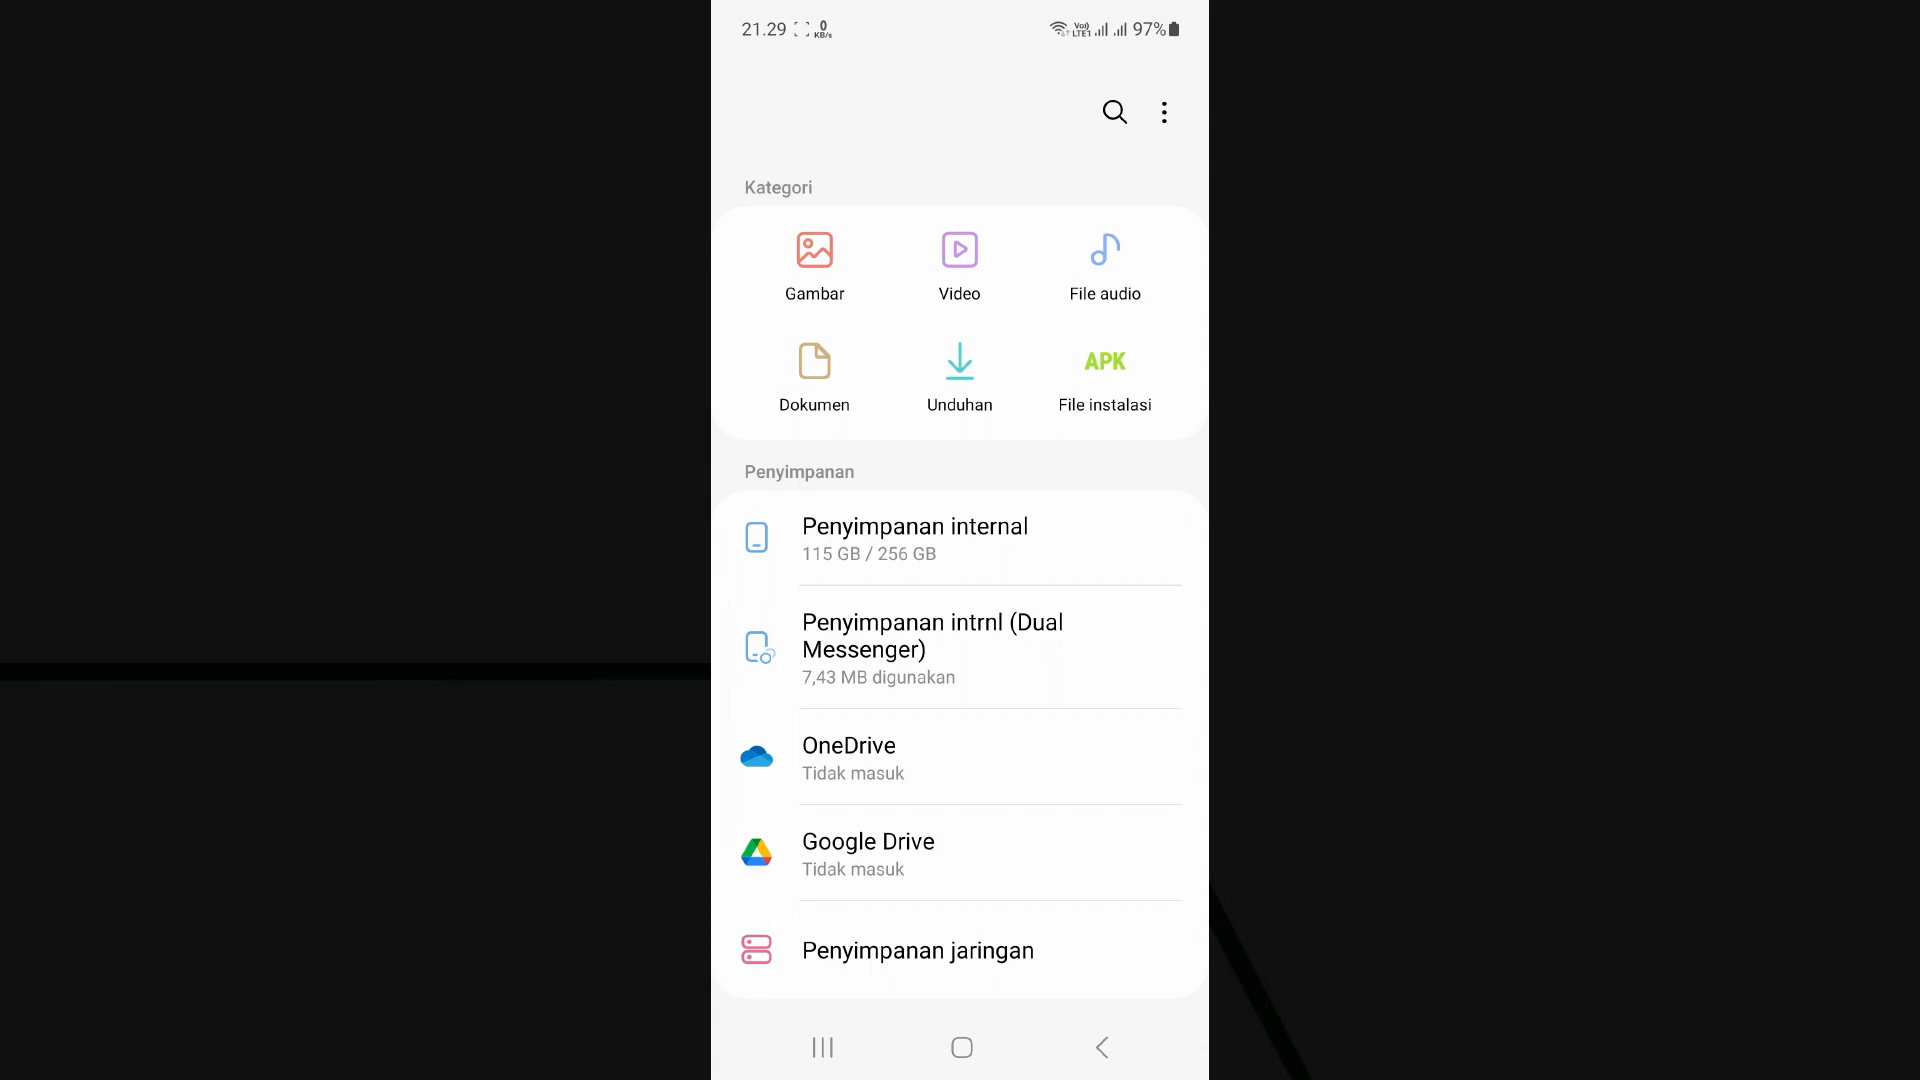 21.29 0 KB/s Vo) LTE1 97%
Kategori
Gambar Video File audio
APK
Dokumen Unduhan File instalasi
Penyimpanan
Penyimpanan internal
115 GB / 256 GB
Penyimpanan intrnl (Dual
Messenger)
7,43 MB digunakan
OneDrive
Tidak masuk
Google Drive
Tidak masuk
Penyimpanan jaringan